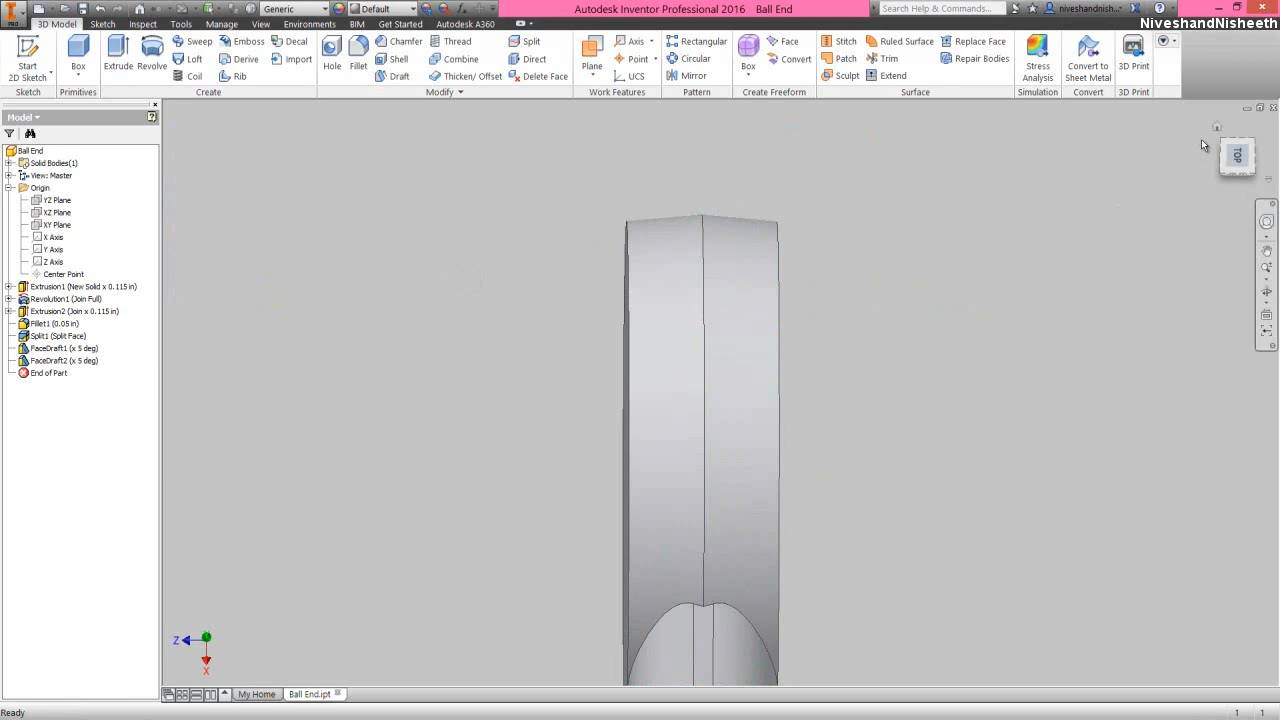 Generic Default Autodesk Inventor Professional 2016 Ball End Search Help & Commands... niveshandnish...
NiveshandNisheeth
PRO 3D Model Sketch Inspect Tools Manage View Environments BIM Get Started Autodesk A360
Start 2D Sketch Box Extrude Revolve Sweep Emboss Decal Hole Fillet Chamfer Thread Split Plane Axis Rectangular Box Face Stitch Ruled Surface Replace Face Stress Analysis Convert to Sheet Metal 3D Print
Loft Derive Import Shell Combine Direct Point Circular Convert Patch Trim Repair Bodies
Coil Rib Draft Thicken/ Offset Delete Face UCS Mirror Sculpt Extend
Sketch Primitives Create Modify Work Features Pattern Create Freeform Surface Simulation Convert 3D Print
Model
Ball End
Solid Bodies(1)
View: Master
Origin
YZ Plane
XZ Plane
XY Plane
X Axis
Y Axis
Z Axis
Center Point
Extrusion1 (New Solid x 0.115 in)
Revolution1 (Join Full)
Extrusion2 (Join x 0.115 in)
Fillet1 (0.05 in)
Split1 (Split Face)
FaceDraft1 (x 5 deg)
FaceDraft2 (x 5 deg)
End of Part
TOP
Z
X
My Home Ball End.ipt
Ready 1 1